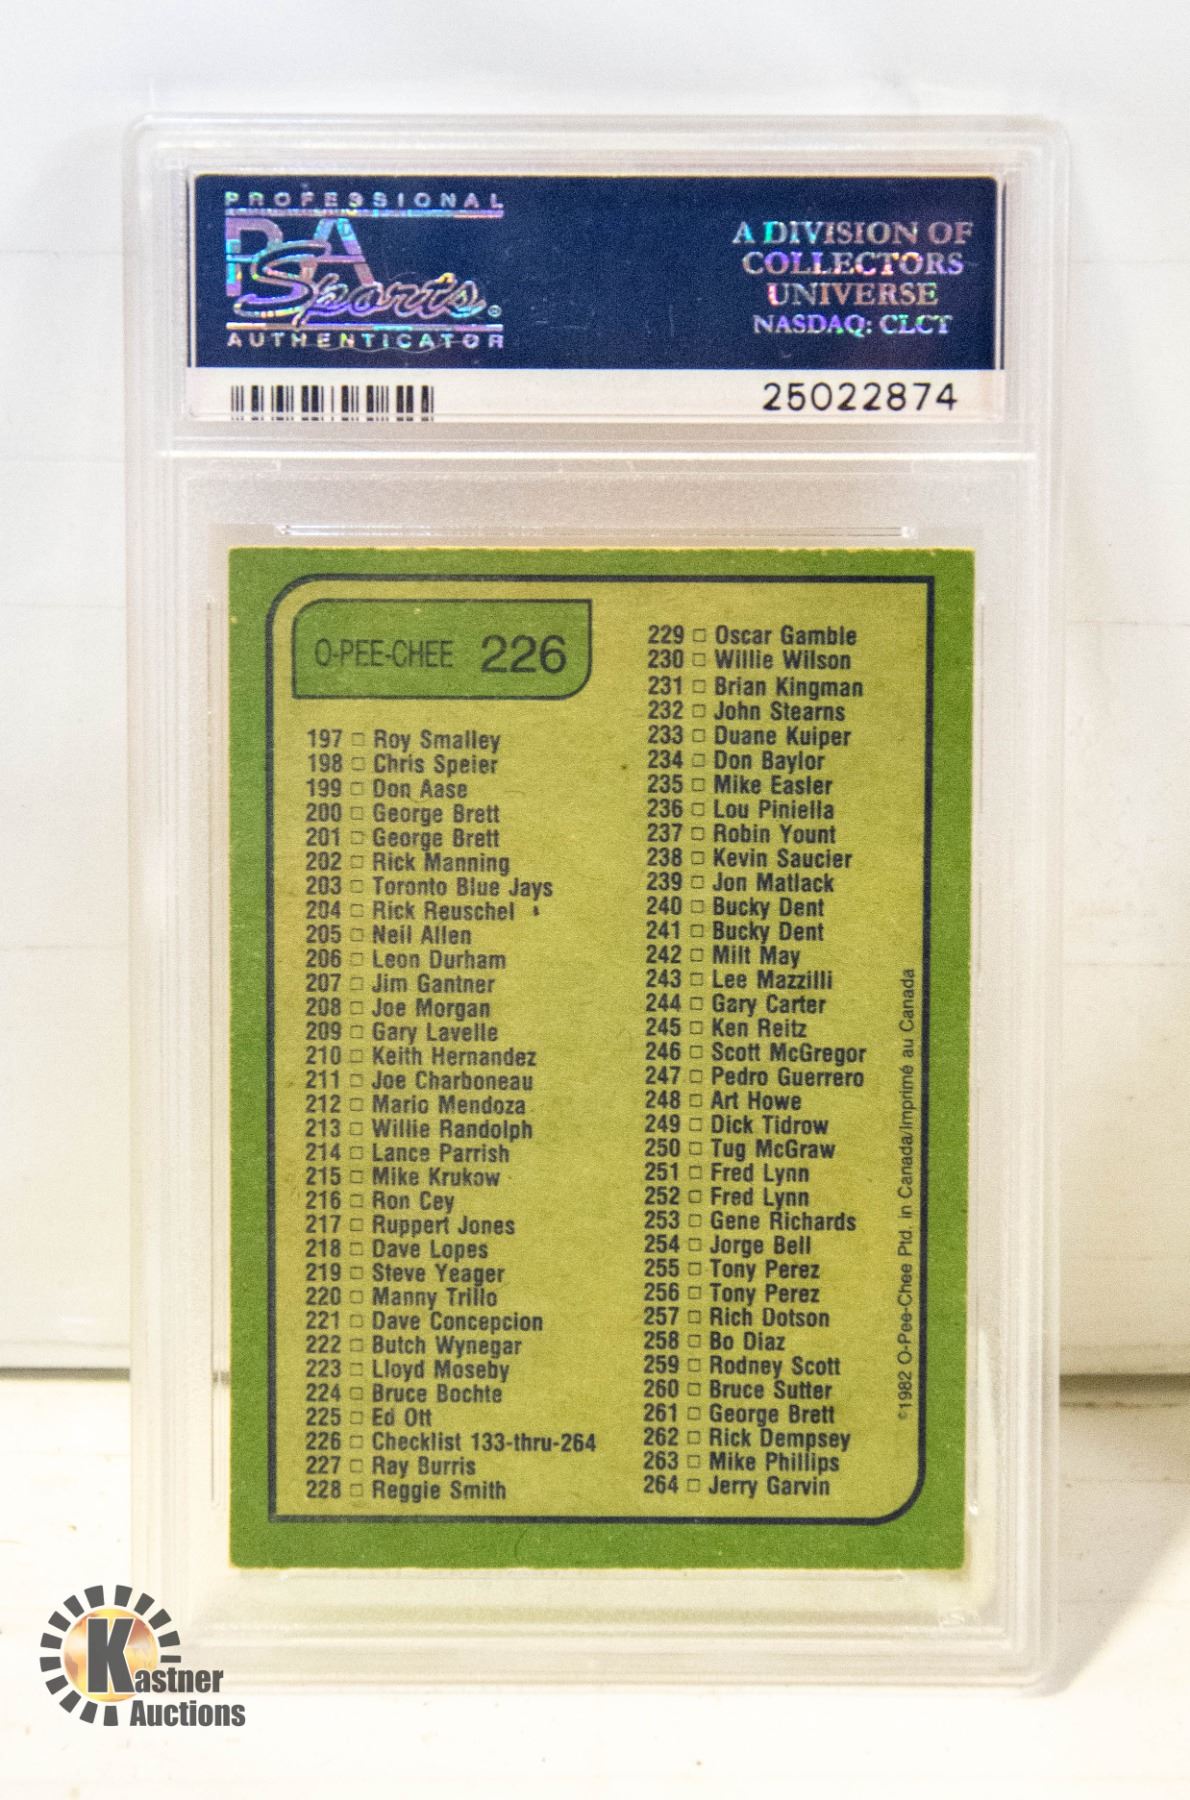 PROFESSIONAL
PSA
Sports®
AUTHENTICATOR
A DIVISION OF
COLLECTORS
UNIVERSE
NASDAQ: CLCT
25022874
O-PEE-CHEE 226
197 □ Roy Smalley
198 □ Chris Speier
199 □ Don Aase
200 □ George Brett
201 □ George Brett
202 □ Rick Manning
203 □ Toronto Blue Jays
204 □ Rick Reuschel
205 □ Neil Allen
206 □ Leon Durham
207 □ Jim Gantner
208 □ Joe Morgan
209 □ Gary Lavelle
210 □ Keith Hernandez
211 □ Joe Charboneau
212 □ Mario Mendoza
213 □ Willie Randolph
214 □ Lance Parrish
215 □ Mike Krukow
216 □ Ron Cey
217 □ Ruppert Jones
218 □ Dave Lopes
219 □ Steve Yeager
220 □ Manny Trillo
221 □ Dave Concepcion
222 □ Butch Wynegar
223 □ Lloyd Moseby
224 □ Bruce Bochte
225 □ Ed Ott
226 □ Checklist 133-thru-264
227 □ Ray Burris
228 □ Reggie Smith
229 □ Oscar Gamble
230 □ Willie Wilson
231 □ Brian Kingman
232 □ John Stearns
233 □ Duane Kuiper
234 □ Don Baylor
235 □ Mike Easler
236 □ Lou Piniella
237 □ Robin Yount
238 □ Kevin Saucier
239 □ Jon Matlack
240 □ Bucky Dent
241 □ Bucky Dent
242 □ Milt May
243 □ Lee Mazzilli
244 □ Gary Carter
245 □ Ken Reitz
246 □ Scott McGregor
247 □ Pedro Guerrero
248 □ Art Howe
249 □ Dick Tidrow
250 □ Tug McGraw
251 □ Fred Lynn
252 □ Fred Lynn
253 □ Gene Richards
254 □ Jorge Bell
255 □ Tony Perez
256 □ Tony Perez
257 □ Rich Dotson
258 □ Bo Diaz
259 □ Rodney Scott
260 □ Bruce Sutter
261 □ George Brett
262 □ Rick Dempsey
263 □ Mike Phillips
264 □ Jerry Garvin
©1982 O-Pee-Chee Ptd. in Canada/Imprimé au Canada
Kastner
Auctions